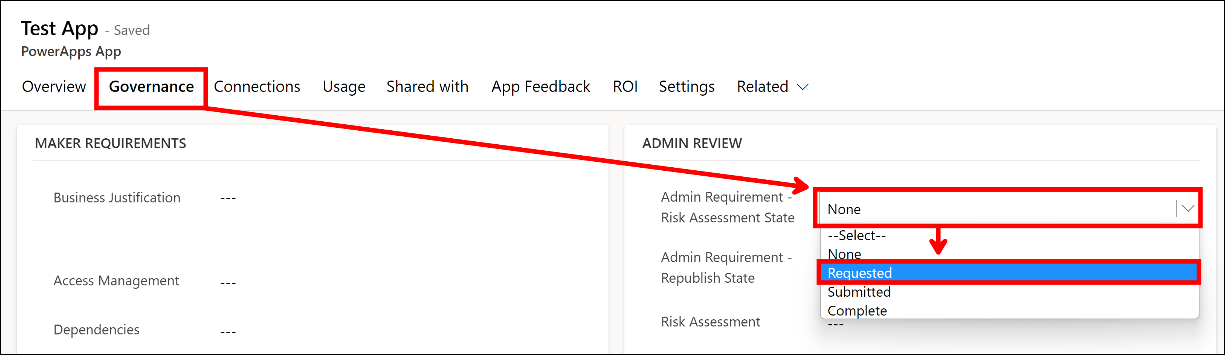 Test App - Saved
PowerApps App
Overview Governance Connections Usage Shared with App Feedback ROI Settings Related
MAKER REQUIREMENTS
Business Justification ---
Access Management ---
Dependencies ---
ADMIN REVIEW
Admin Requirement -
Risk Assessment State
None
--Select--
None
Requested
Submitted
Complete
Admin Requirement -
Republish State
Risk Assessment ---